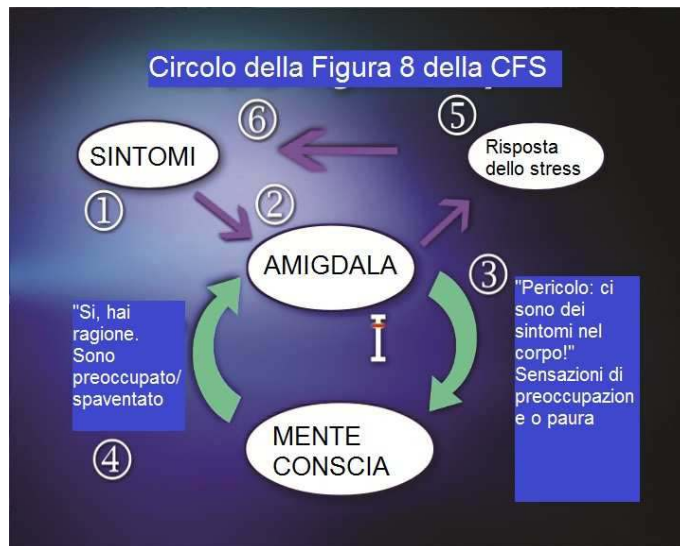 Circolo della Figura 8 della CFS
⑥
⑤
SINTOMI
Risposta
dello stress
①
②
AMIGDALA
③
"Pericolo: ci
sono dei
sintomi nel
corpo!"
Sensazioni di
preoccupazion
e o paura
"Si, hai
ragione.
Sono
preoccupato/
spaventato
④
MENTE
CONSCIA